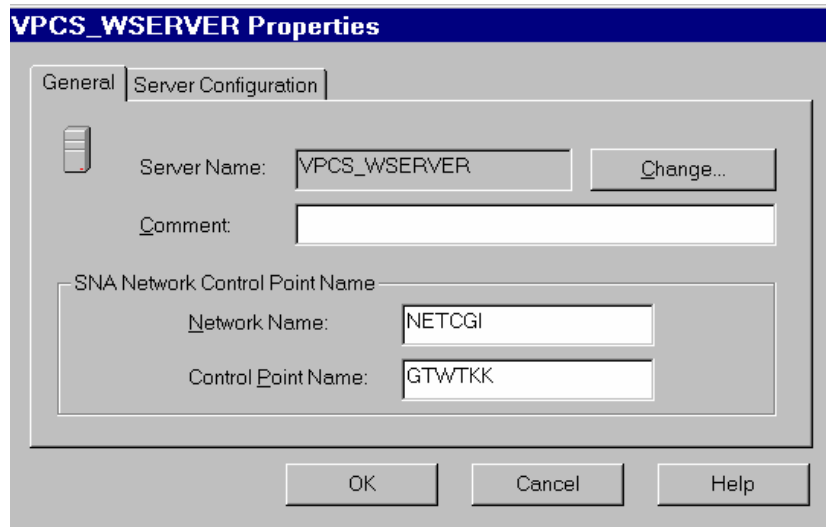 VPCS_WSERVER Properties
General Server Configuration
Server Name: VPCS_WSERVER Change...
Comment:
SNA Network Control Point Name
Network Name: NETCGI
Control Point Name: GTWTKK
OK Cancel Help